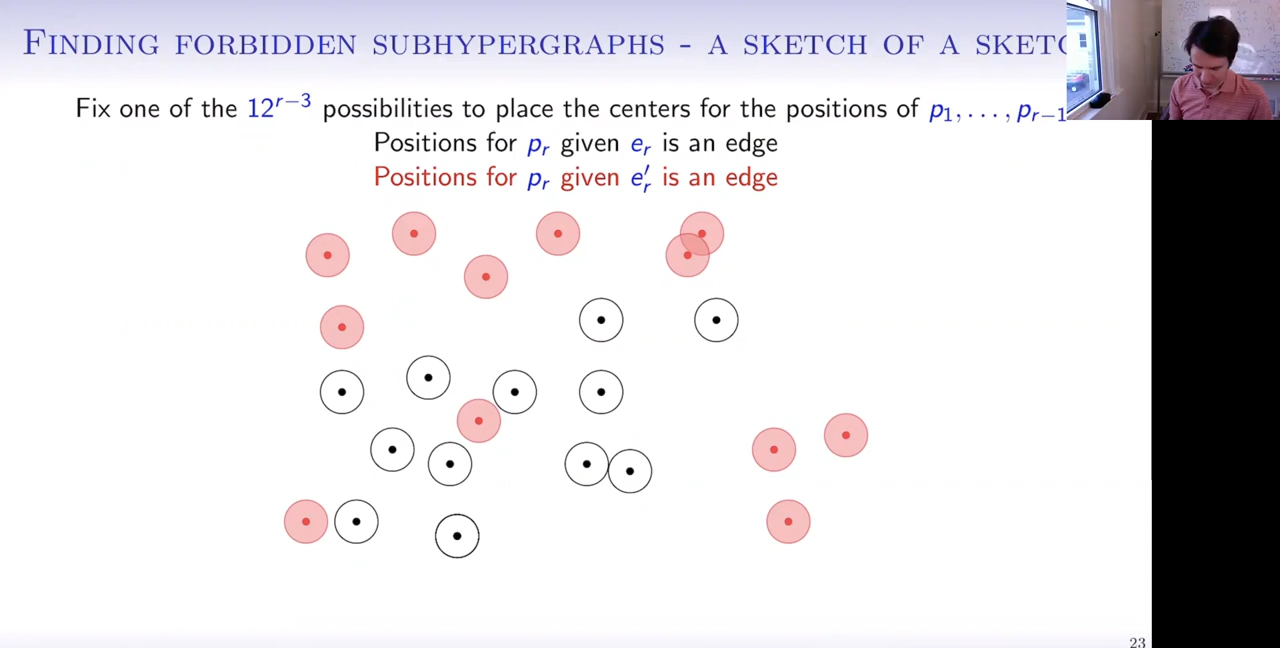 FINDING FORBIDDEN SUBHYPERGRAPHS - A SKETCH OF A
Fix one of the 12^{r−3} possibilities to place the centers for the positions of p_1, . . . , p_{r−1}
Positions for p_r given e_r is an edge
Positions for p_r given e′_r is an edge
23